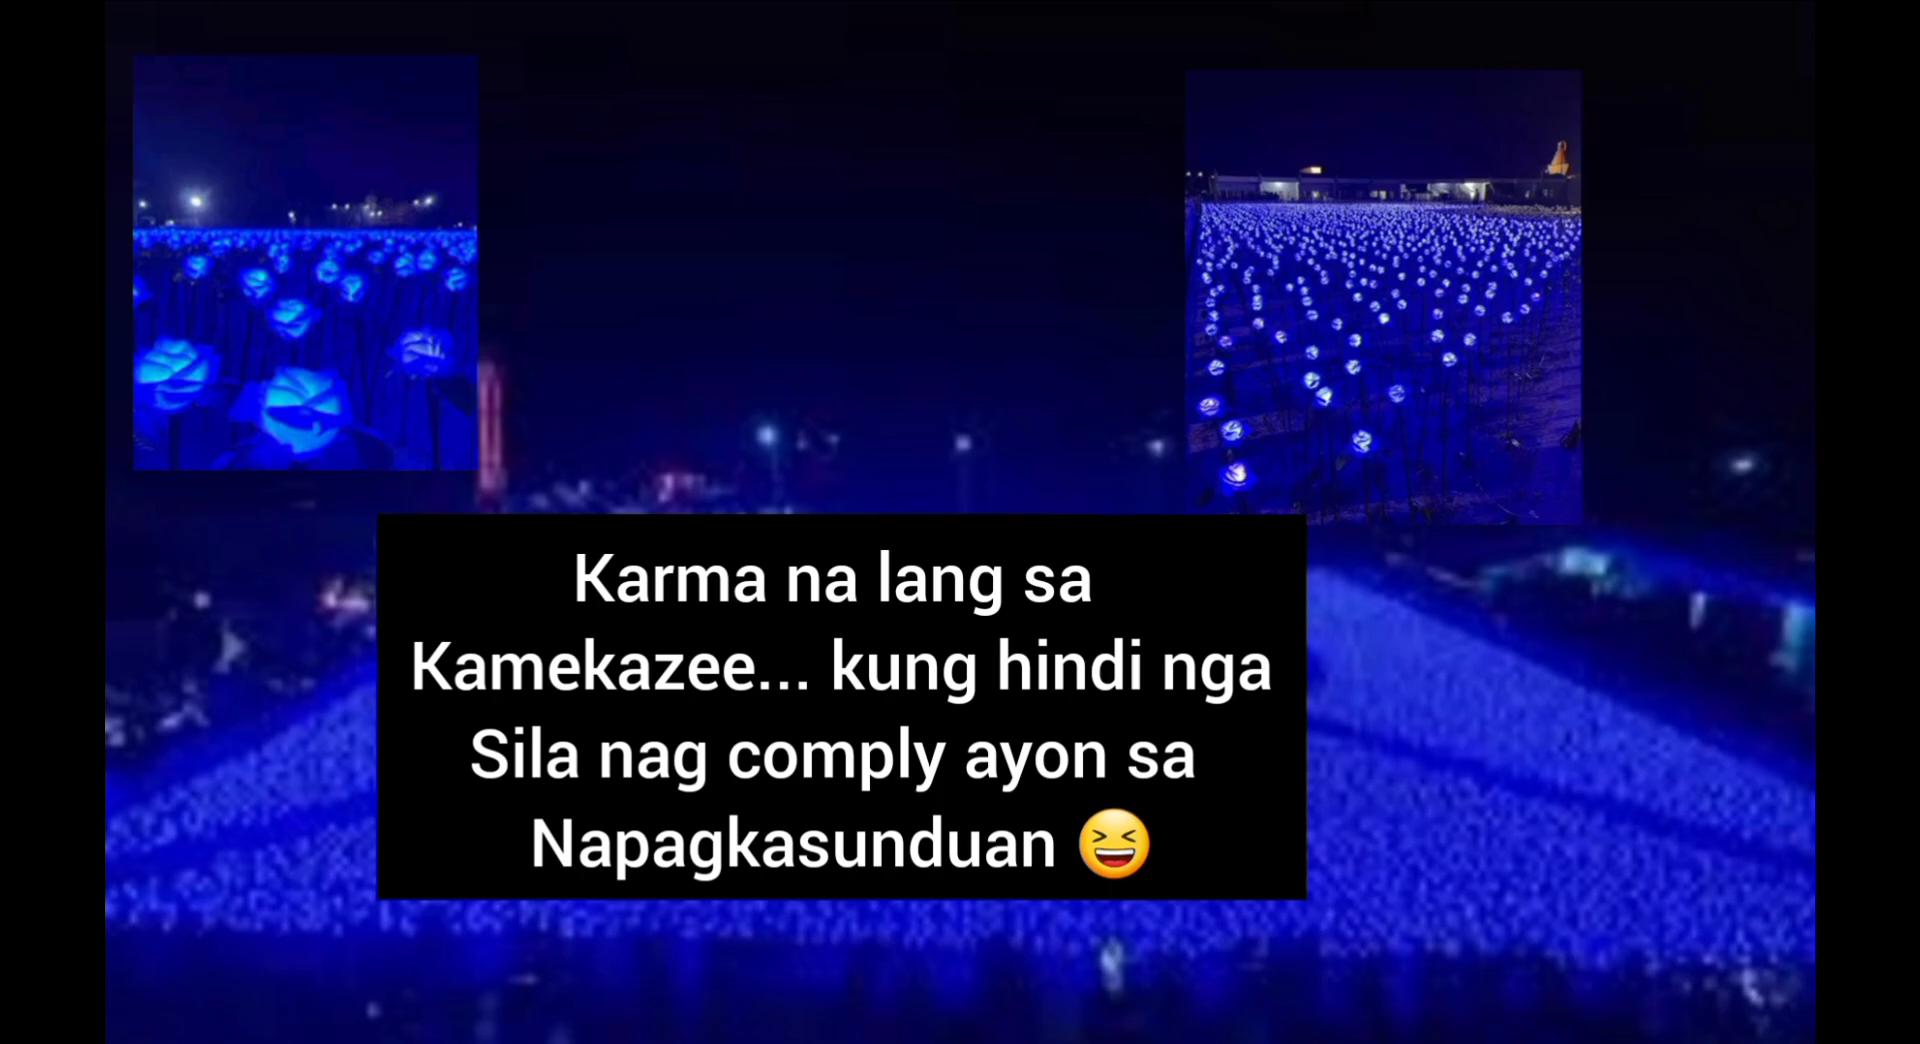 Karma na lang sa
Kamekazee... kung hindi nga
Sila nag comply ayon sa
Napagkasunduan 😆